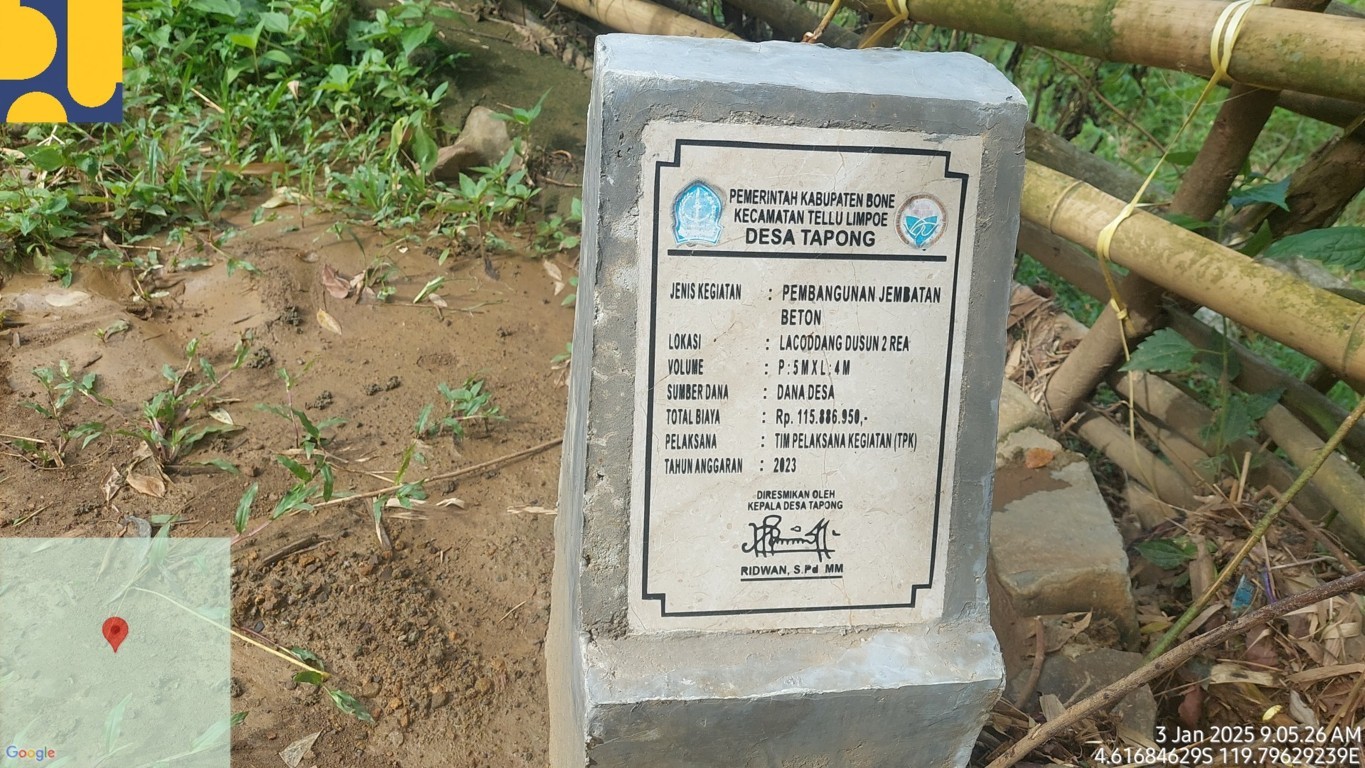 PEMERINTAH KABUPATEN BONE
KECAMATAN TELLU LIMPOE
DESA TAPONG
JENIS KEGIATAN : PEMBANGUNAN JEMBATAN
BETON
LOKASI : LACODDANG DUSUN 2 REA
VOLUME : P : 5 M X L : 4 M
SUMBER DANA : DANA DESA
TOTAL BIAYA : Rp. 115.886.950,-
PELAKSANA : TIM PELAKSANA KEGIATAN (TPK)
TAHUN ANGGARAN : 2023
DIRESMIKAN OLEH
KEPALA DESA TAPONG
RIDWAN, S.Pd MM
Google
3 Jan 2025 9.05.26 AM
4.61684629S 119.79629239E